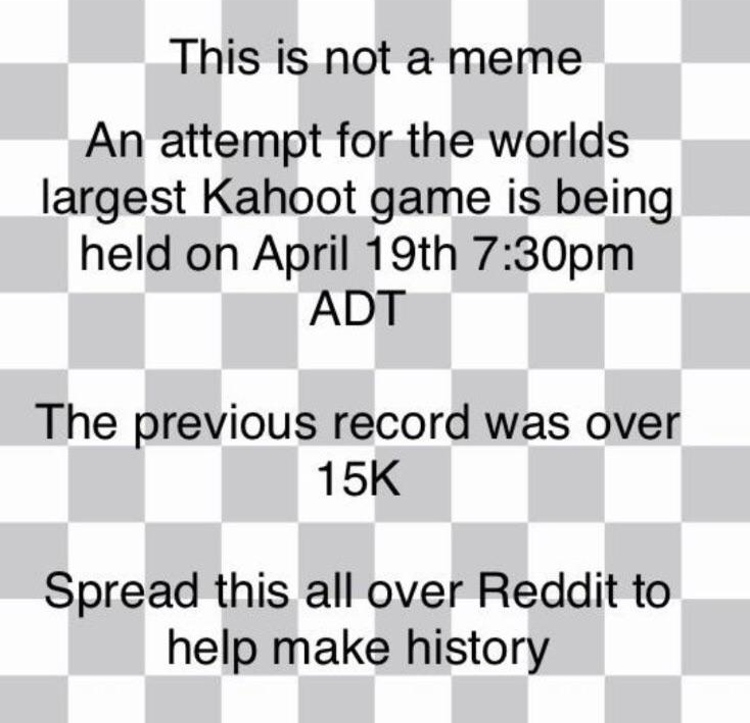 This is not a meme
An attempt for the worlds
largest Kahoot game is being
held on April 19th 7:30pm
ADT
The previous record was over
15K
Spread this all over Reddit to
help make history